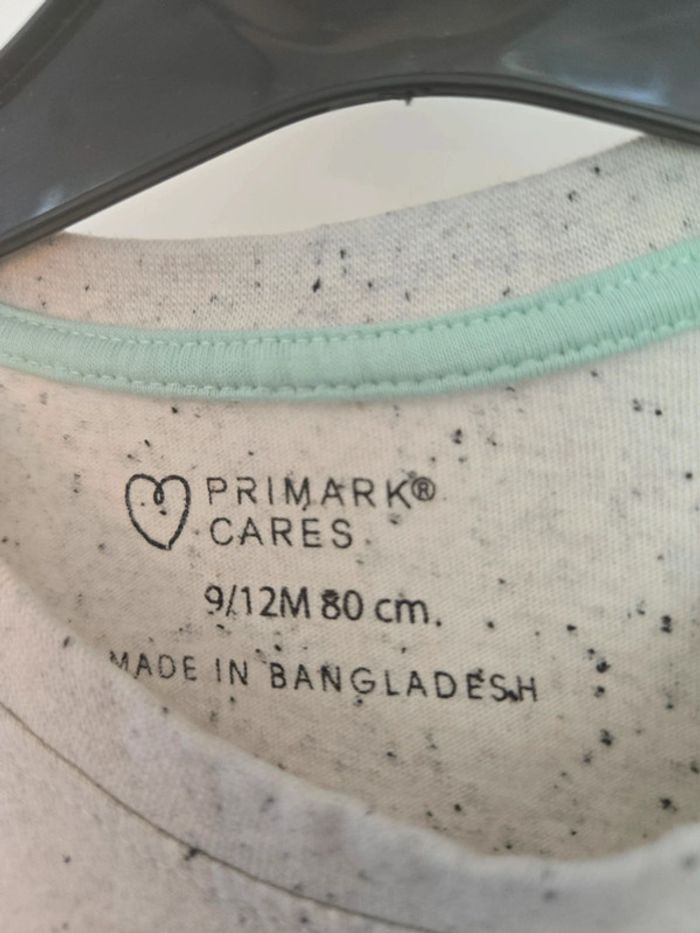 PRIMARK®
CARES
9/12M 80 cm.
MADE IN BANGLADESH